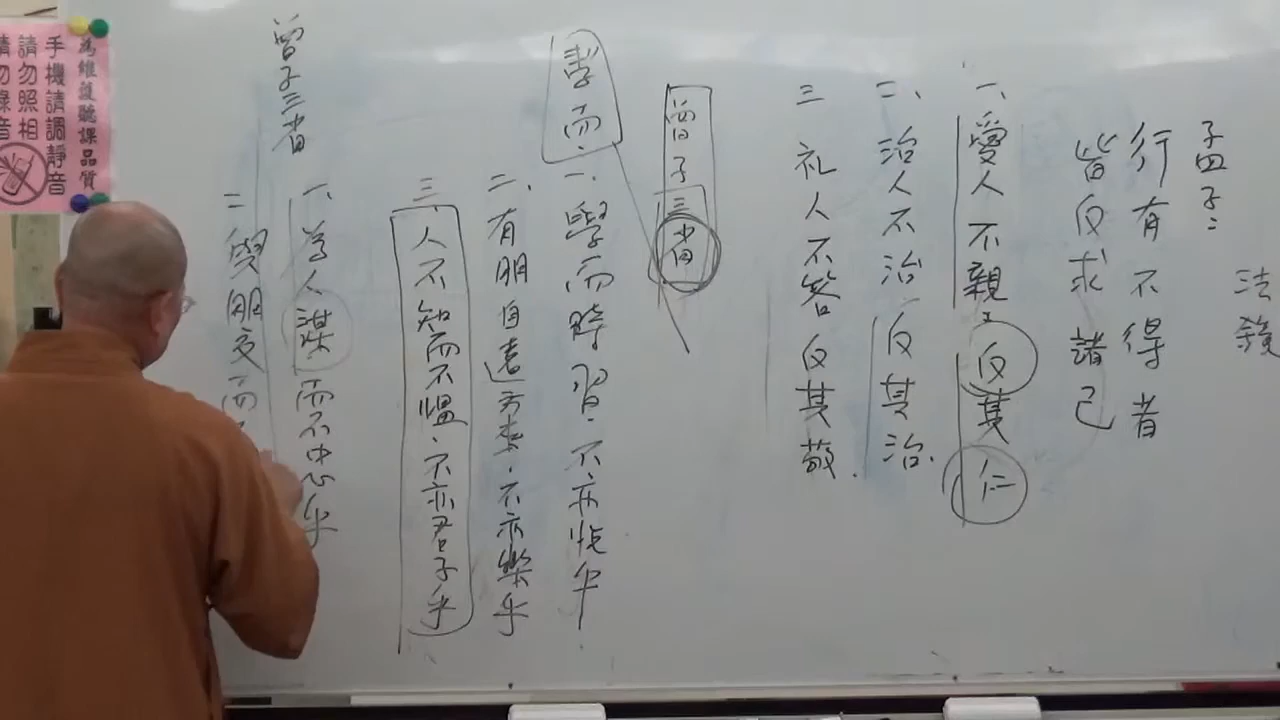 法
孟子：
行有不得者
皆反求諸己
一、愛人不親，反其仁
二、治人不治，反其治.
三 礼人不答 反其敬.
曾子三省
學而.
一、學而時習.不亦悅乎
二、有朋自遠方來.不亦樂乎
三、人不知而不慍.不亦君子乎
曾子三省
一、為人謀而不忠乎
二 與朋友而
為維護聽課品質
手機請調靜音
請勿照相
請勿錄音